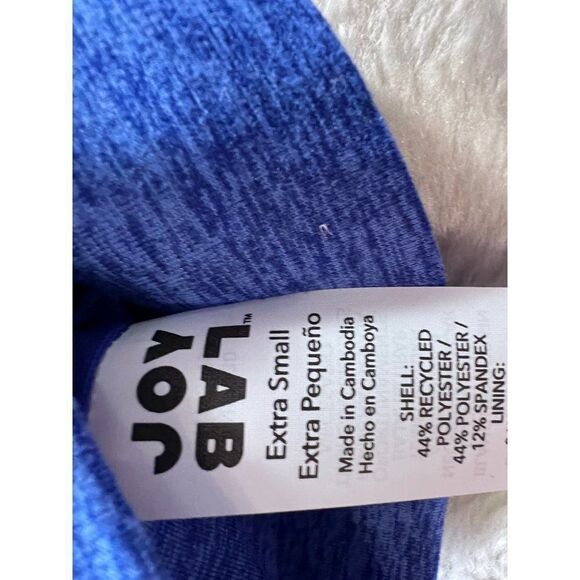 JOY
LAB™
Extra Small
Extra Pequeño
Made in Cambodia
Hecho en Camboya
SHELL:
44% RECYCLED
POLYESTER /
44% POLYESTER /
12% SPANDEX
LINING: